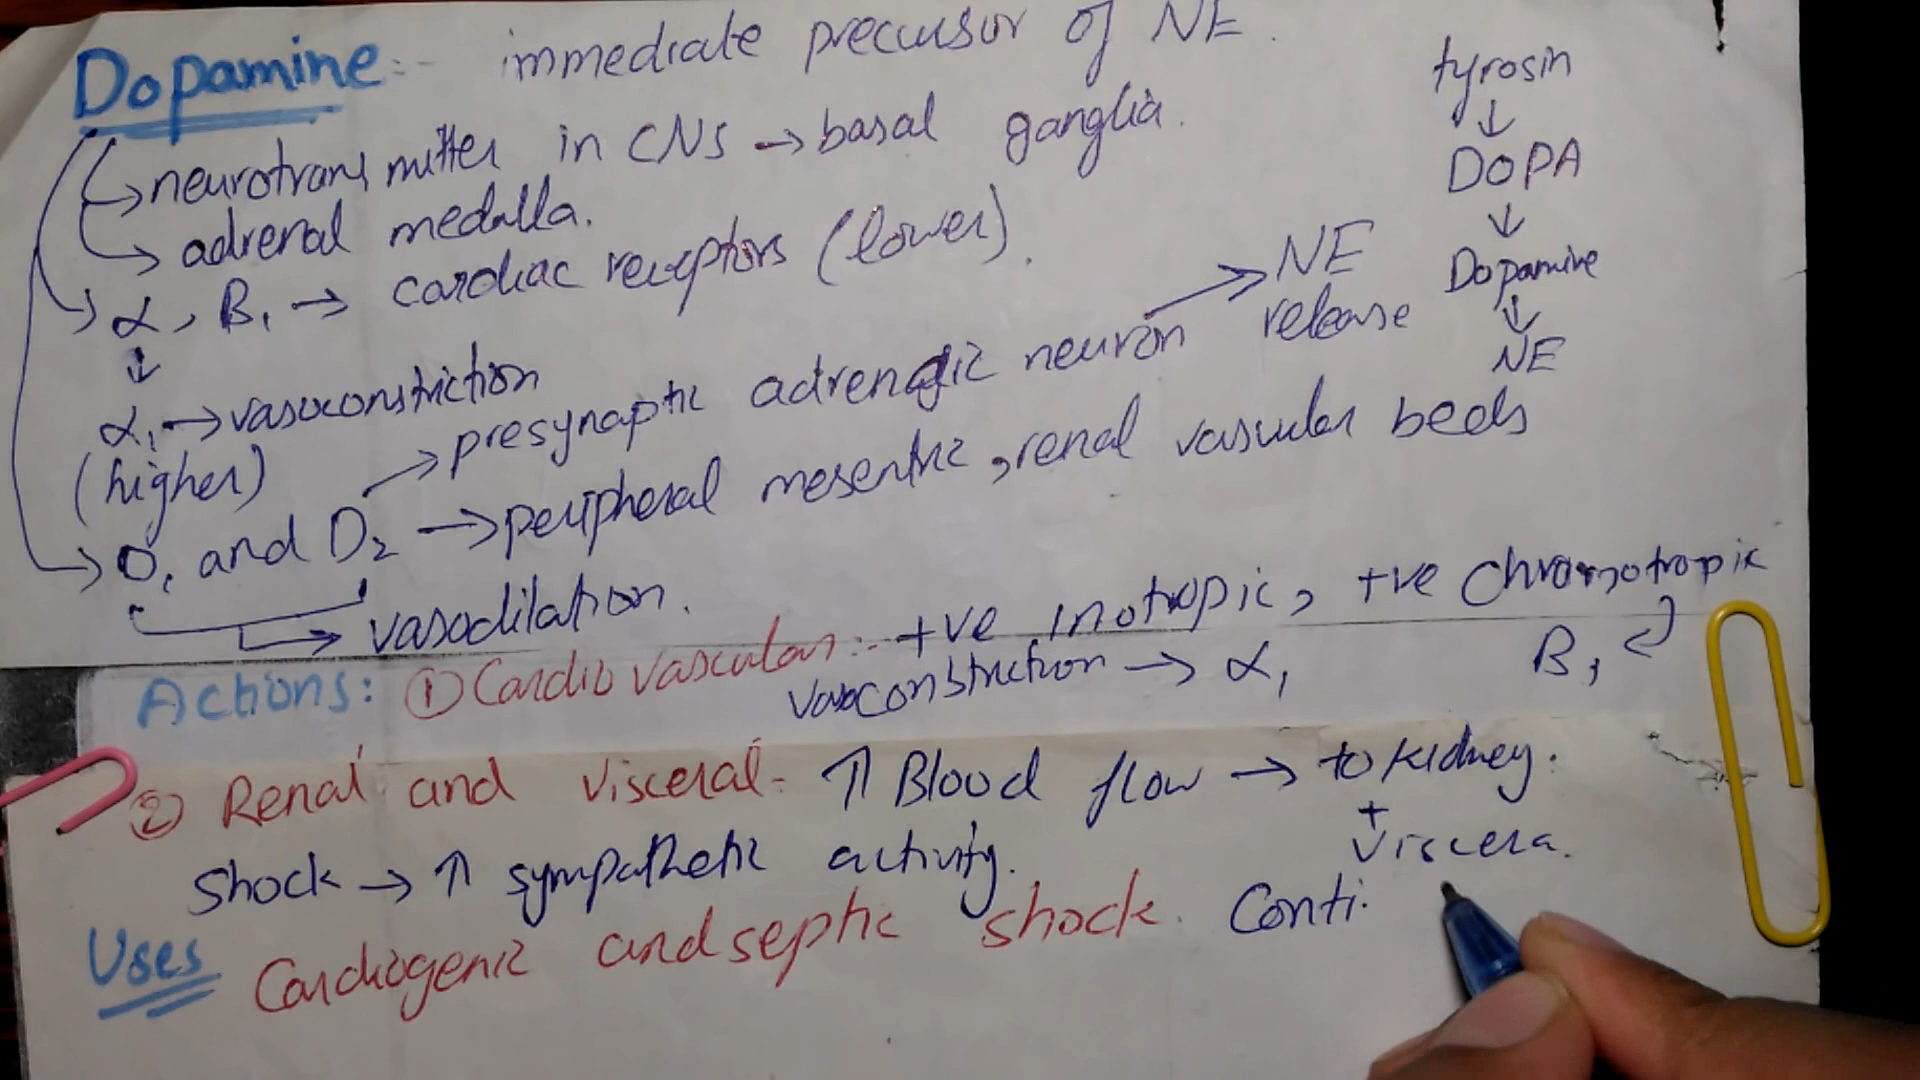 Dopamine:- immediate precursor of NE.
neurotransmitter in CNS → basal ganglia.
adrenal medulla.
α, B₁ → cardiac receptors (lower).
↓
α₁ → vasoconstriction
(higher)
→ presynaptic adrenergic neuron → NE release
D₁ and D₂ → peripheral mesentric, renal vascular beds
→ vasodilation.
tyrosin
↓
DOPA
↓
Dopamine
↓
NE
Actions: ① Cardiovascular:- +ve inotropic, +ve chronotropic
vasoconstriction → α₁ B₁
② Renal and visceral- ↑ Blood flow → to kidney.
+
viscera.
Shock → ↑ sympathetic activity.
Uses Cardiogenic and septic shock. Conti.